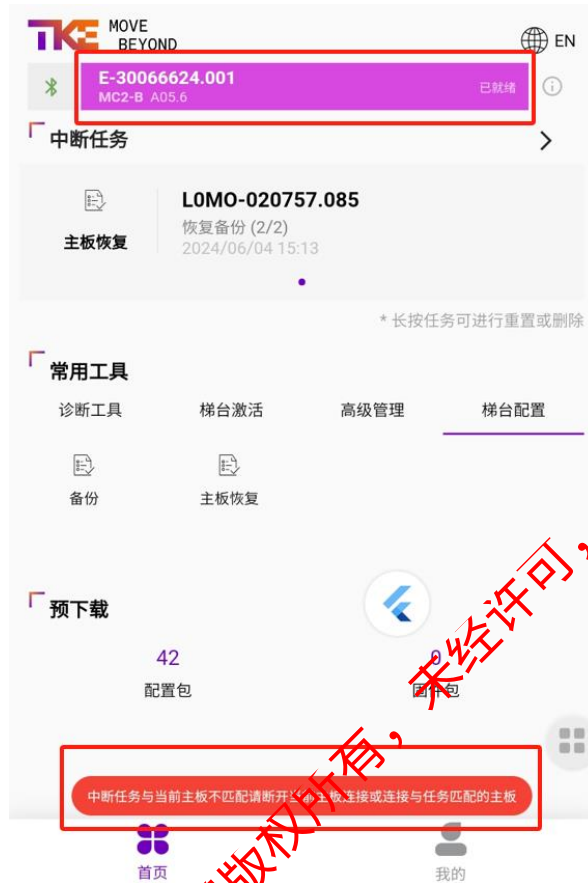 TKE MOVE
BEYOND
EN
E-30066624.001
MC2-B A05.6
已就绪
中断任务
L0MO-020757.085
恢复备份 (2/2)
主板恢复
2024/06/04 15:13
* 长按任务可进行重置或删除
常用工具
诊断工具 梯台激活 高级管理 梯台配置
备份 主板恢复
预下载
42 0
配置包 固件包
中断任务与当前主板不匹配请断开当前主板连接或连接与任务匹配的主板
首页 我的
版权所有，未经许可，